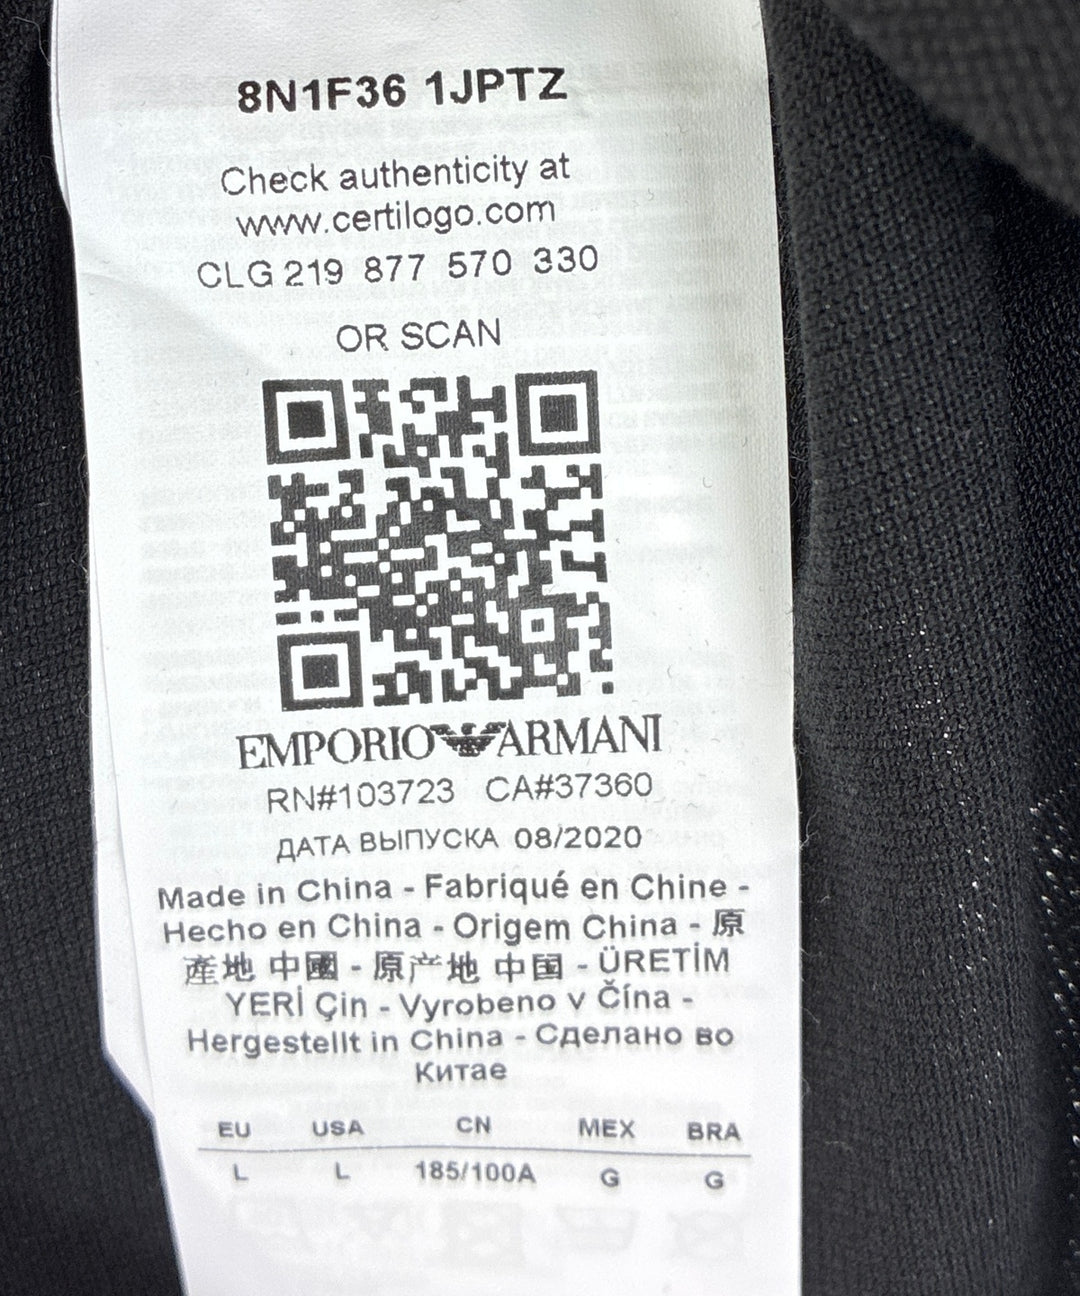 8N1F36 1JPTZ
Check authenticity at
www.certilogo.com
CLG 219 877 570 330
OR SCAN
EMPORIO ARMANI
RN#103723 CA#37360
ДАТА ВЫПУСКА 08/2020
Made in China - Fabriqué en Chine -
Hecho en China - Origem China - 原
產地 中國 - 原产地 中国 - ÜRETİM
YERİ Çin - Vyrobeno v Čína -
Hergestellt in China - Сделано во
Китае
EU USA CN MEX BRA
L L 185/100A G G